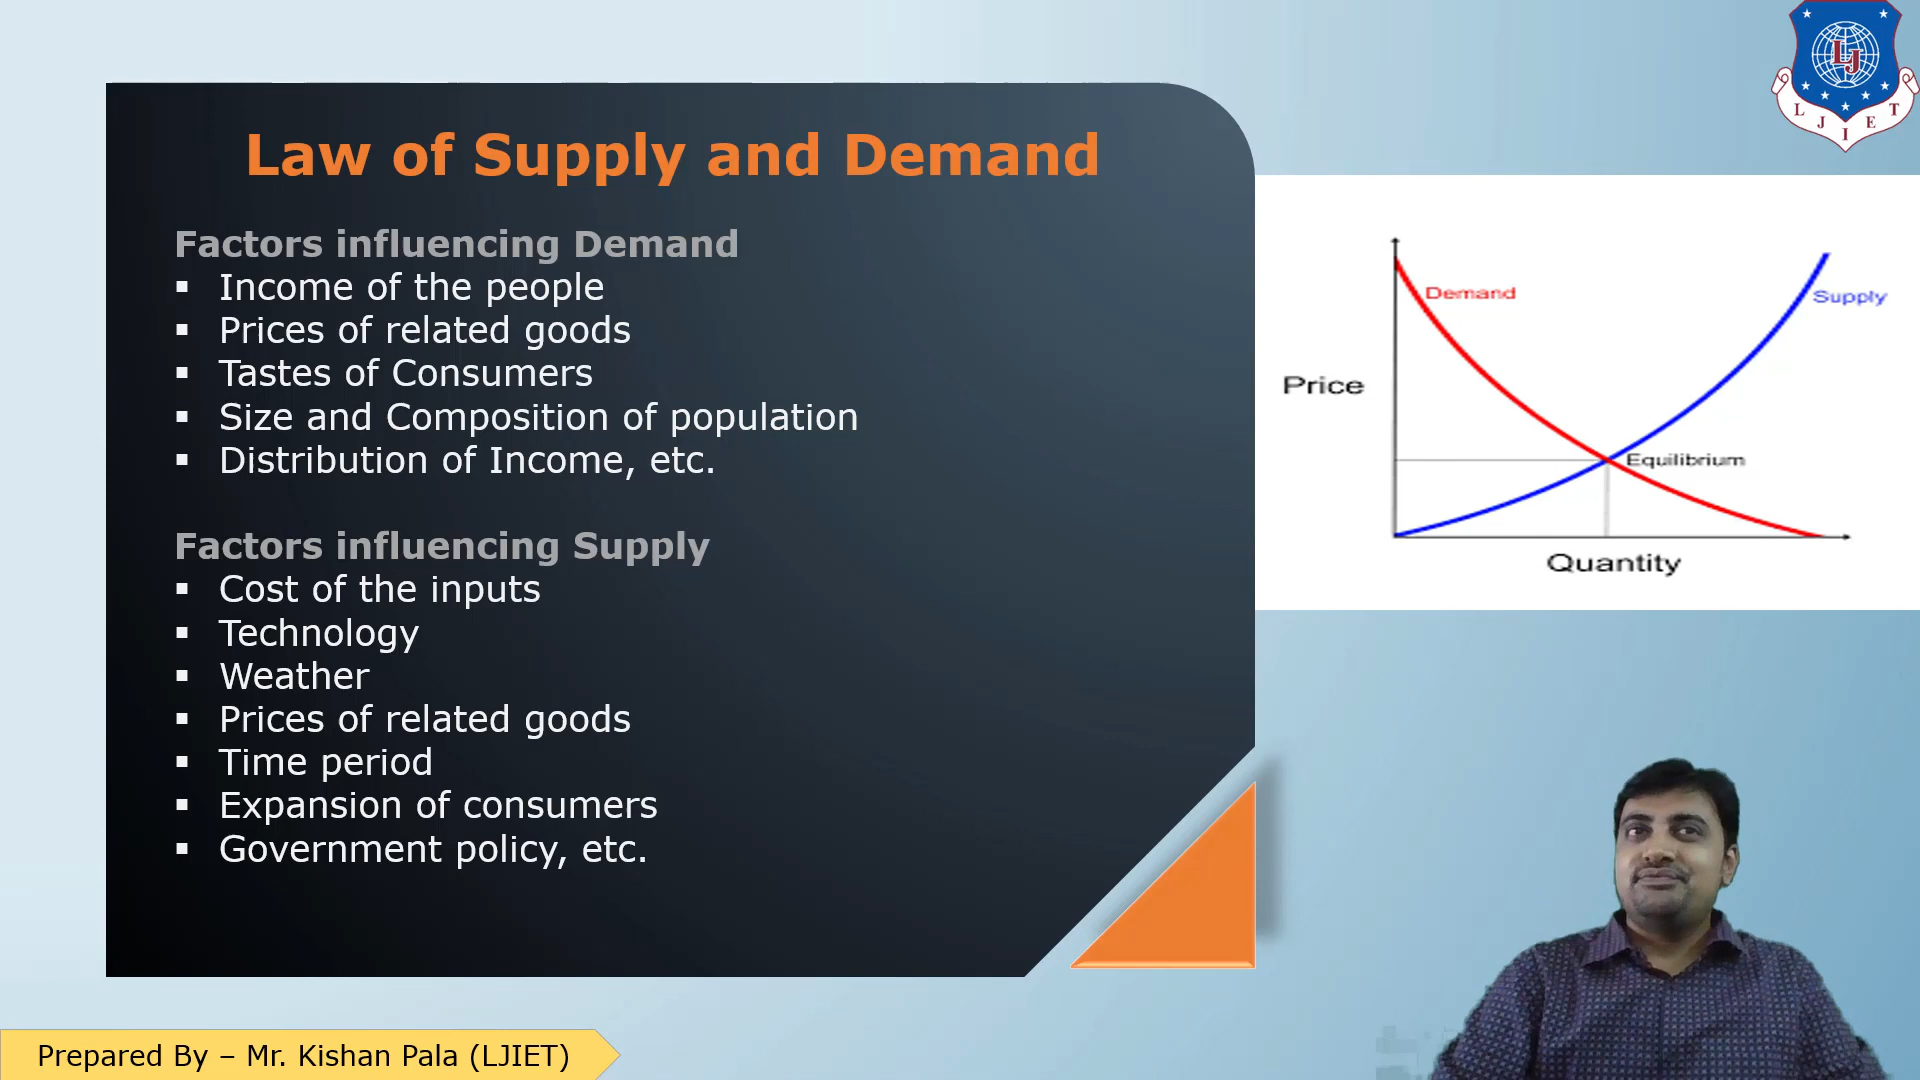 Law of Supply and Demand
Factors influencing Demand
▪ Income of the people
▪ Prices of related goods
▪ Tastes of Consumers
▪ Size and Composition of population
▪ Distribution of Income, etc.
Factors influencing Supply
▪ Cost of the inputs
▪ Technology
▪ Weather
▪ Prices of related goods
▪ Time period
▪ Expansion of consumers
▪ Government policy, etc.
LJ
L J I E T
Demand
Supply
Price
Equilibrium
Quantity
Prepared By – Mr. Kishan Pala (LJIET)